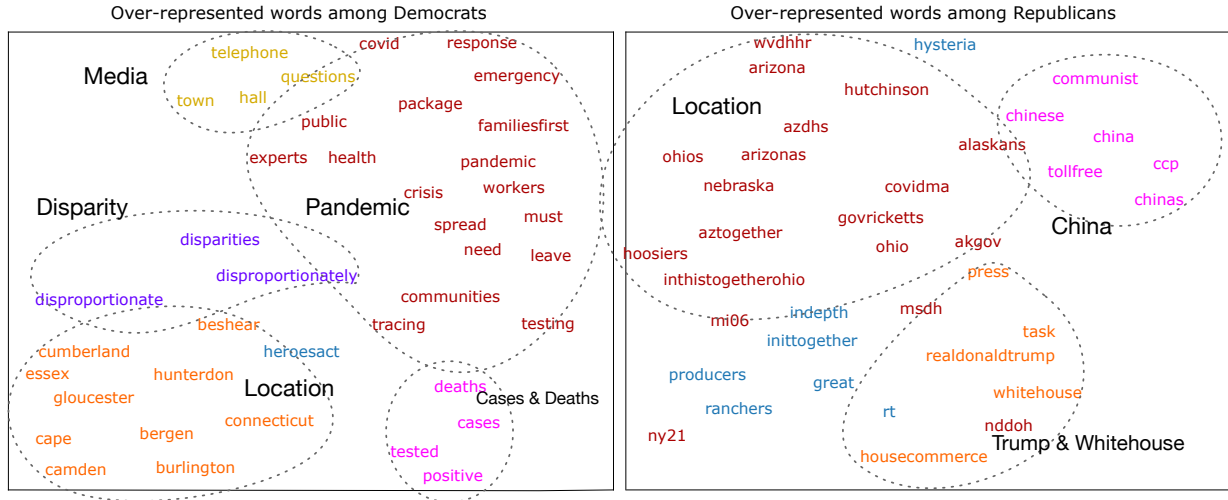 Over-represented words among Democrats
telephone
covid
response
Media
questions
emergency
town
hall
package
public
familiesfirst
experts
health
pandemic
crisis
workers
Disparity
Pandemic
must
spread
disparities
need
leave
disproportionately
disproportionate
communities
beshear
tracing
testing
cumberland
heroesact
essex
hunterdon
Location
deaths
gloucester
Cases & Deaths
connecticut
cases
cape
bergen
tested
camden
burlington
positive
Over-represented words among Republicans
wvdhhr
hysteria
arizona
communist
hutchinson
Location
chinese
azdhs
china
alaskans
ohios
arizonas
ccp
tollfree
nebraska
covidma
chinas
govricketts
China
aztogether
ohio
akgov
hoosiers
press
inthistogetherohio
indepth
msdh
mi06
task
inittogether
realdonaldtrump
producers
great
whitehouse
ranchers
rt
nddoh
ny21
Trump & Whitehouse
housecommerce